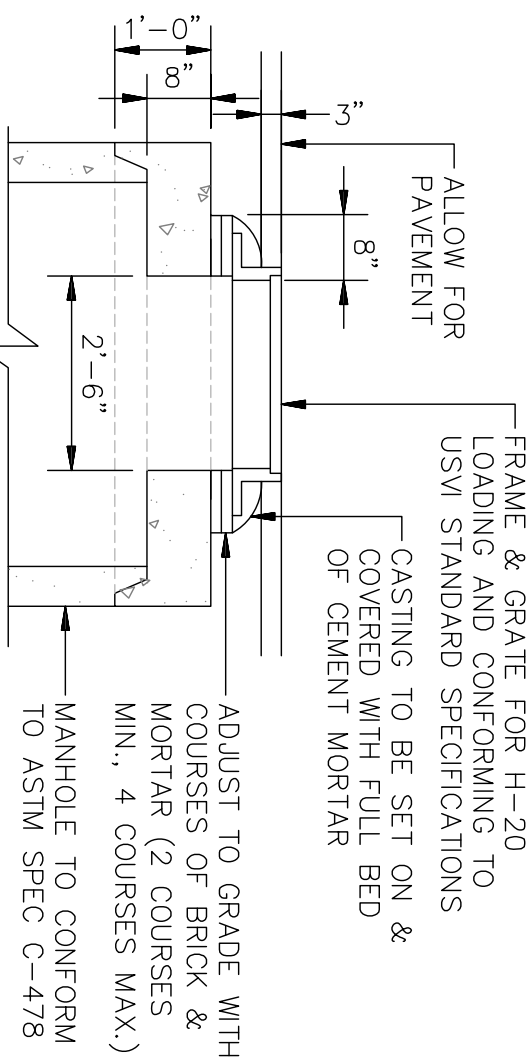 1'-0"
8"
3"
ALLOW FOR
PAVEMENT
8"
2'-6"
FRAME & GRATE FOR H-20
LOADING AND CONFORMING TO
USVI STANDARD SPECIFICATIONS
CASTING TO BE SET ON &
COVERED WITH FULL BED
OF CEMENT MORTAR
ADJUST TO GRADE WITH
COURSES OF BRICK &
MORTAR (2 COURSES
MIN., 4 COURSES MAX.)
MANHOLE TO CONFORM
TO ASTM SPEC C-478